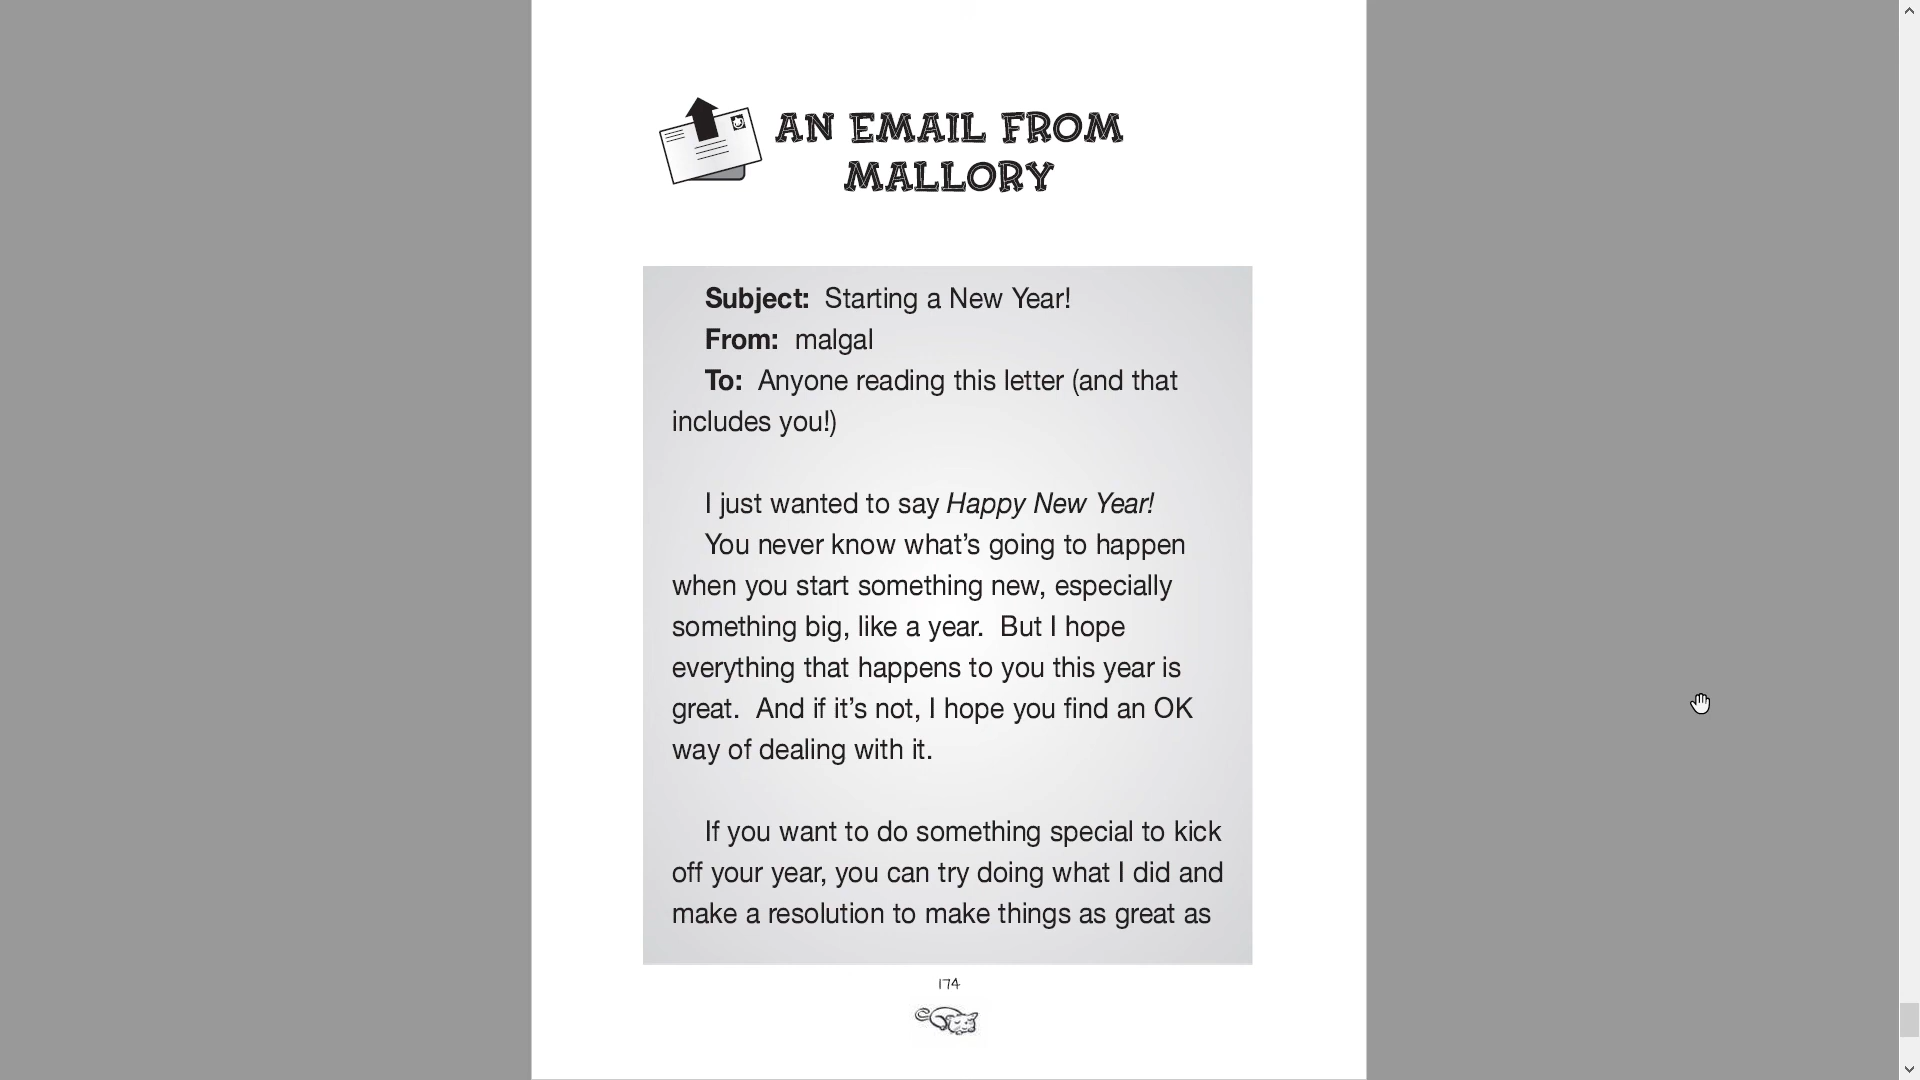 AN EMAIL FROM
MALLORY
Subject: Starting a New Year!
From: malgal
To: Anyone reading this letter (and that
includes you!)
I just wanted to say Happy New Year!
You never know what's going to happen
when you start something new, especially
something big, like a year. But I hope
everything that happens to you this year is
great. And if it's not, I hope you find an OK
way of dealing with it.
If you want to do something special to kick
off your year, you can try doing what I did and
make a resolution to make things as great as
174